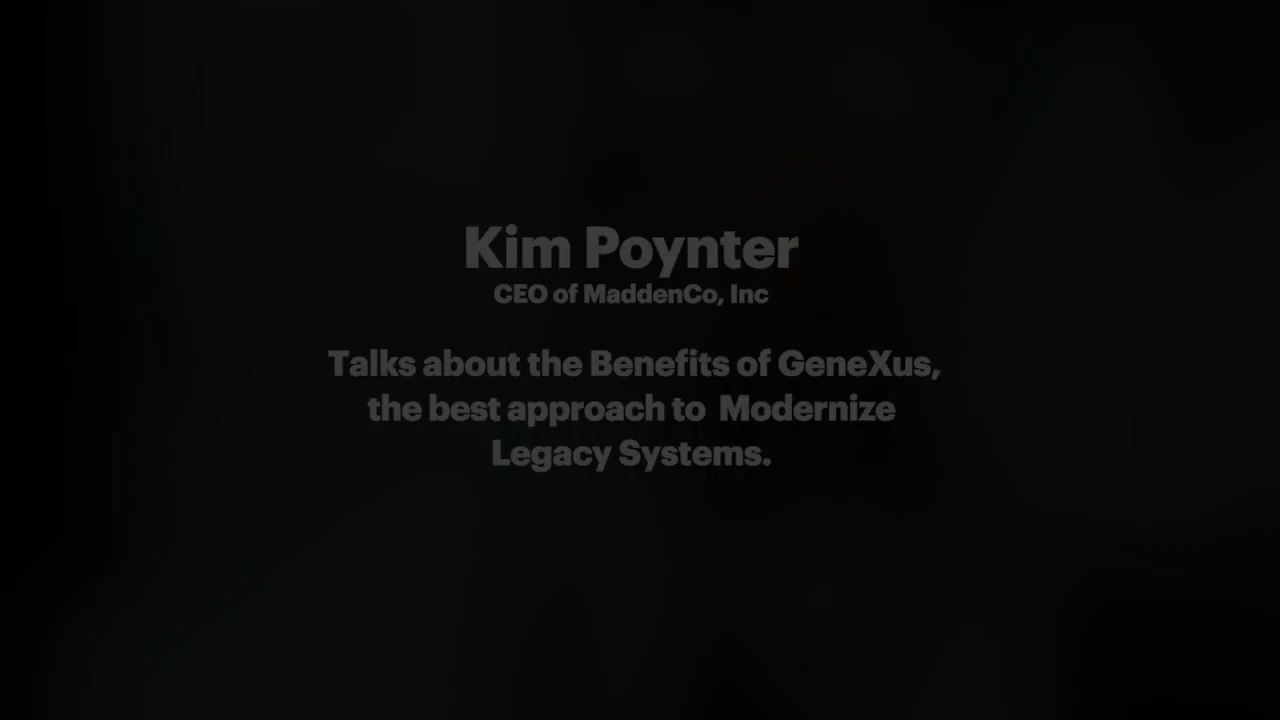 Kim Poynter
CEO of MaddenCo, Inc
Talks about the Benefits of GeneXus,
the best approach to Modernize
Legacy Systems.